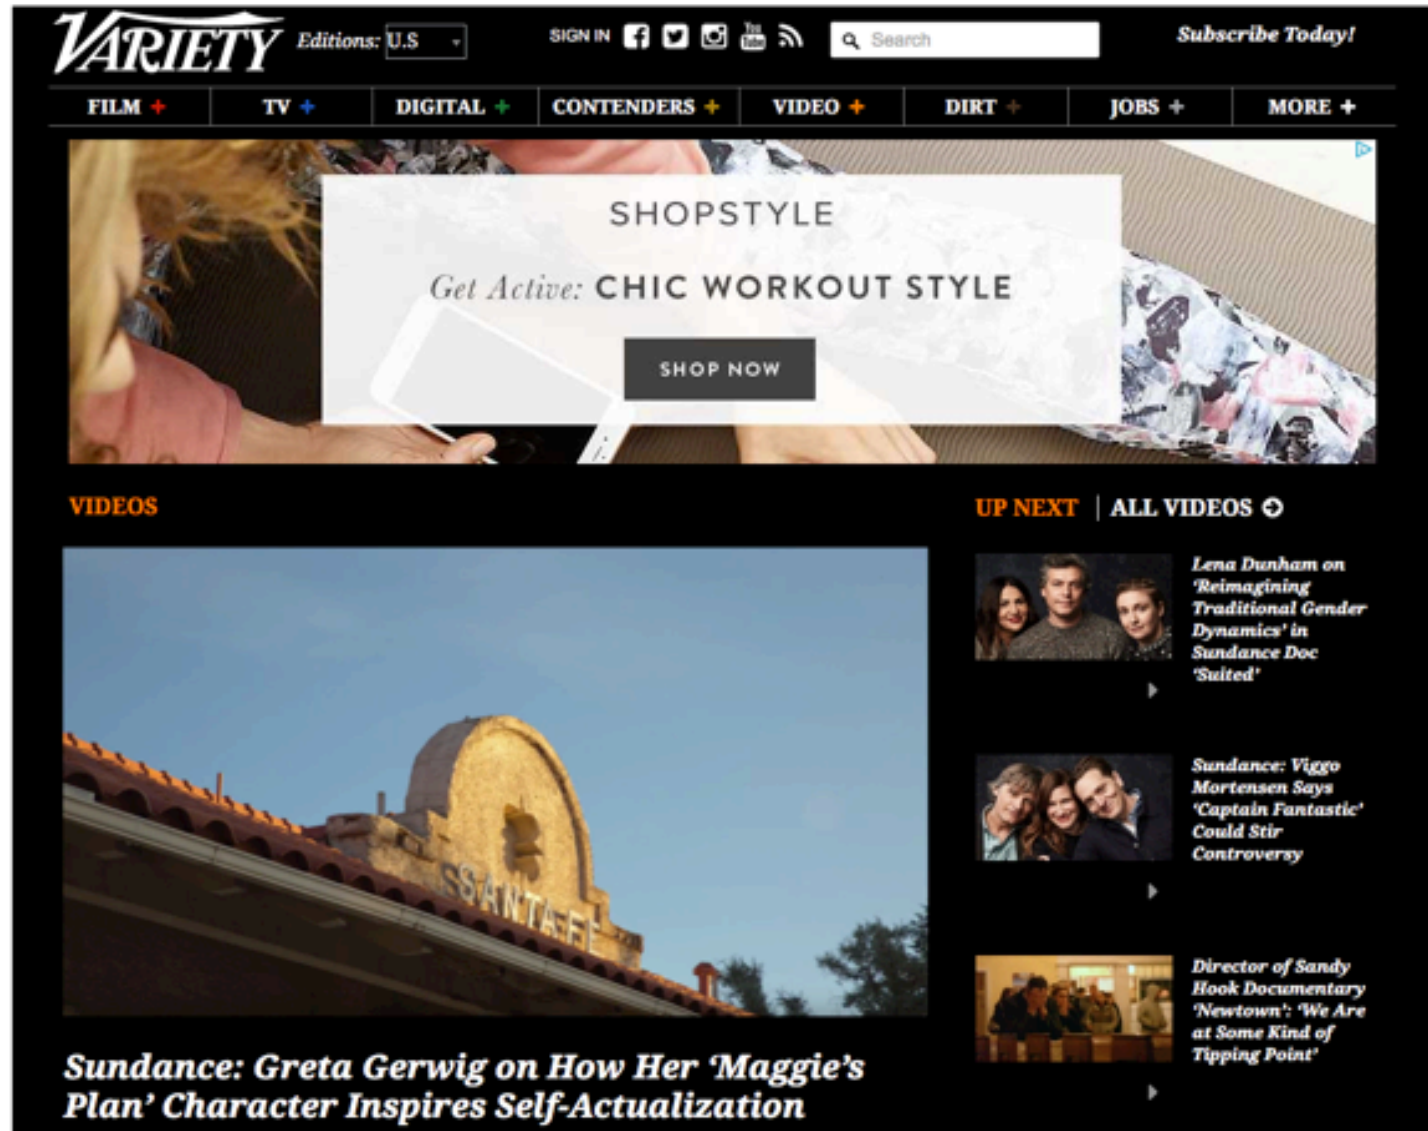 VARIETY Editions: U.S SIGN IN You Tube Search Subscribe Today!
FILM + TV + DIGITAL + CONTENDERS + VIDEO + DIRT + JOBS + MORE +
SHOPSTYLE
Get Active: CHIC WORKOUT STYLE
SHOP NOW
VIDEOS
SANTA FE
Sundance: Greta Gerwig on How Her ‘Maggie’s
Plan’ Character Inspires Self-Actualization
UP NEXT | ALL VIDEOS
Lena Dunham on
‘Reimagining
Traditional Gender
Dynamics’ in
Sundance Doc
‘Suited’
Sundance: Viggo
Mortensen Says
‘Captain Fantastic’
Could Stir
Controversy
Director of Sandy
Hook Documentary
‘Newtown’: ‘We Are
at Some Kind of
Tipping Point’